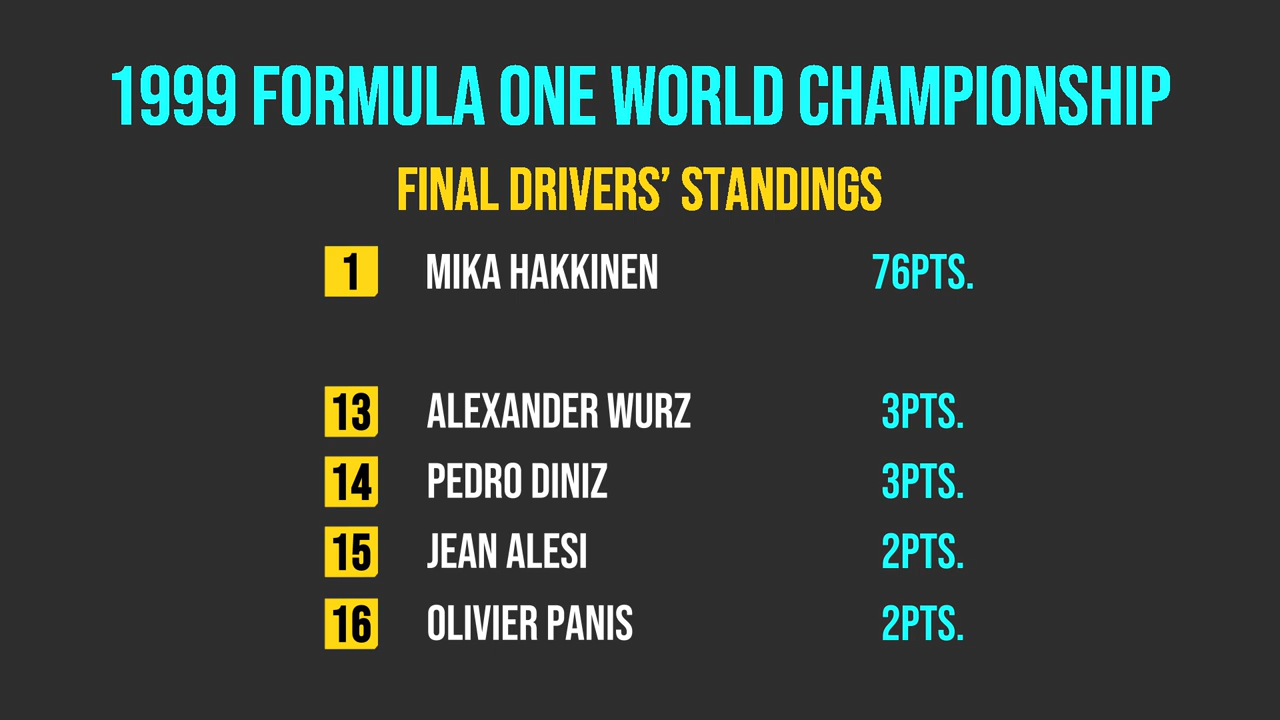 1999 FORMULA ONE WORLD CHAMPIONSHIP
FINAL DRIVERS’ STANDINGS
1 MIKA HAKKINEN 76PTS.
13 ALEXANDER WURZ 3PTS.
14 PEDRO DINIZ 3PTS.
15 JEAN ALESI 2PTS.
16 OLIVIER PANIS 2PTS.